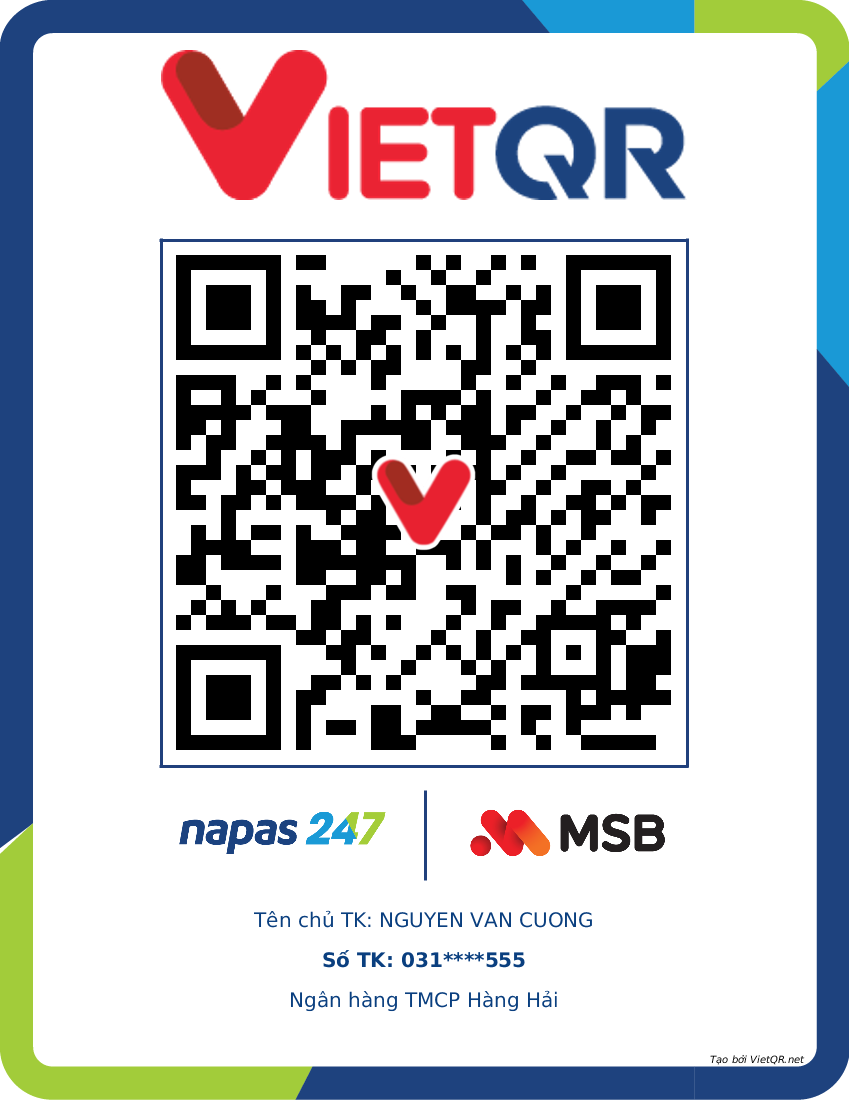 VIETQR
napas 247
MSB
Tên chủ TK: NGUYEN VAN CUONG
Số TK: 031****555
Ngân hàng TMCP Hàng Hải
Tạo bởi VietQR.net